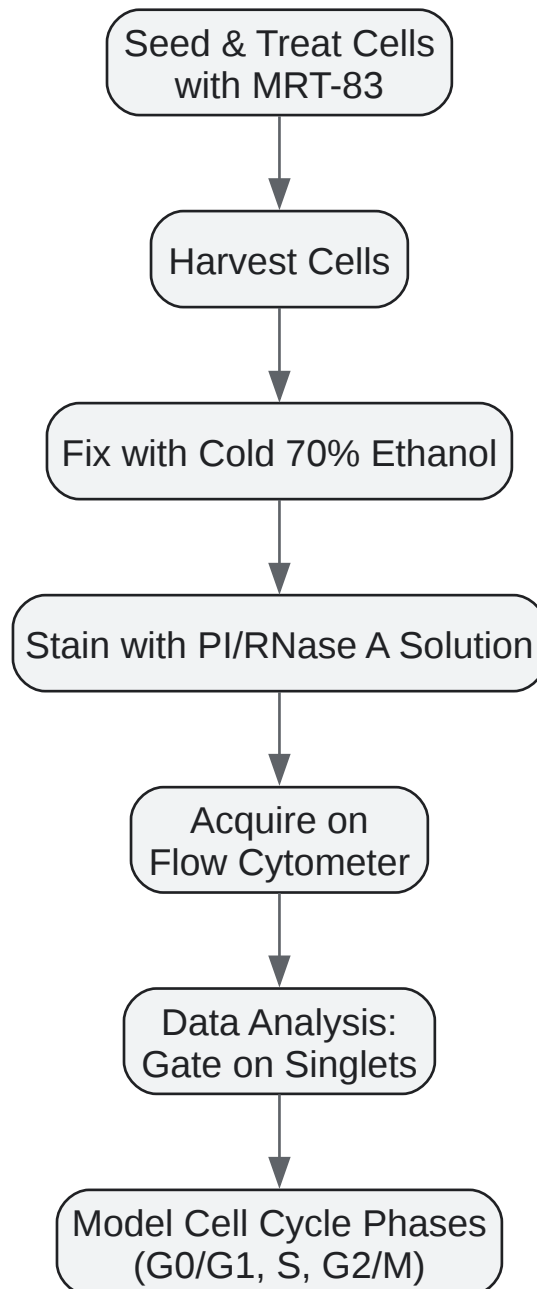 Seed & Treat Cells
with MRT-83
Harvest Cells
Fix with Cold 70% Ethanol
Stain with PI/RNase A Solution
Acquire on
Flow Cytometer
Data Analysis:
Gate on Singlets
Model Cell Cycle Phases
(G0/G1, S, G2/M)